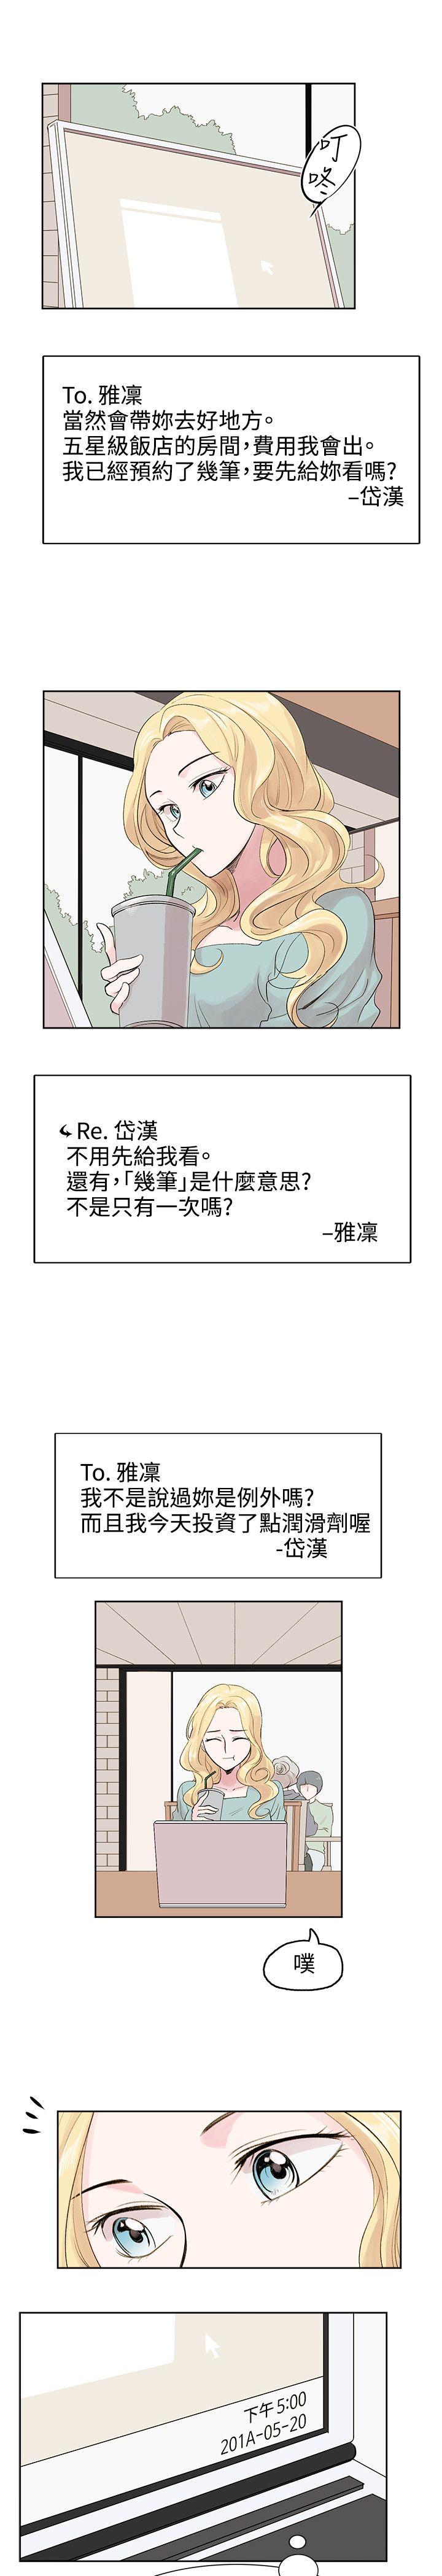 叮
咚
To. 雅凜
當然會帶妳去好地方。
五星級飯店的房間，費用我會出。
我已經預約了幾筆，要先給妳看嗎?
–岱漢
Re. 岱漢
不用先給我看。
還有，「幾筆」是什麼意思?
不是只有一次嗎?
–雅凜
To. 雅凜
我不是說過妳是例外嗎?
而且我今天投資了點潤滑劑喔
-岱漢
噗
下午 5:00
201A-05-20